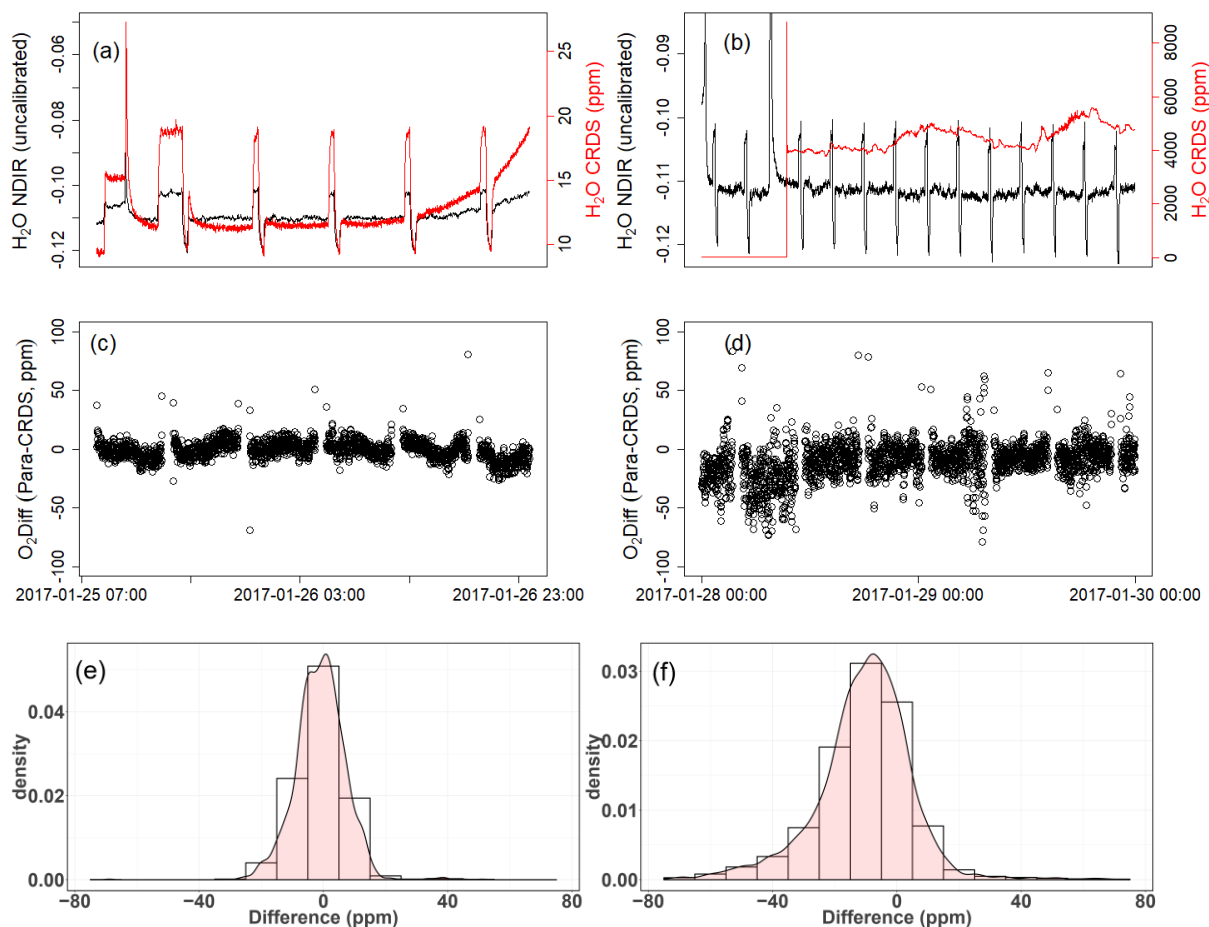 (a)
H₂O NDIR (uncalibrated)
-0.06
-0.08
-0.10
-0.12
25
20
15
10
H₂O CRDS (ppm)
(b)
H₂O NDIR (uncalibrated)
-0.09
-0.10
-0.11
-0.12
8000
6000
4000
2000
0
H₂O CRDS (ppm)
(c)
O₂Diff (Para-CRDS, ppm)
100
50
0
-50
-100
2017-01-25 07:00 2017-01-26 03:00 2017-01-26 23:00
(d)
O₂Diff (Para-CRDS, ppm)
100
50
0
-50
-100
2017-01-28 00:00 2017-01-29 00:00 2017-01-30 00:00
(e)
density
0.04
0.02
0.00
−80 −40 0 40 80
Difference (ppm)
(f)
density
0.03
0.02
0.01
0.00
−80 −40 0 40 80
Difference (ppm)